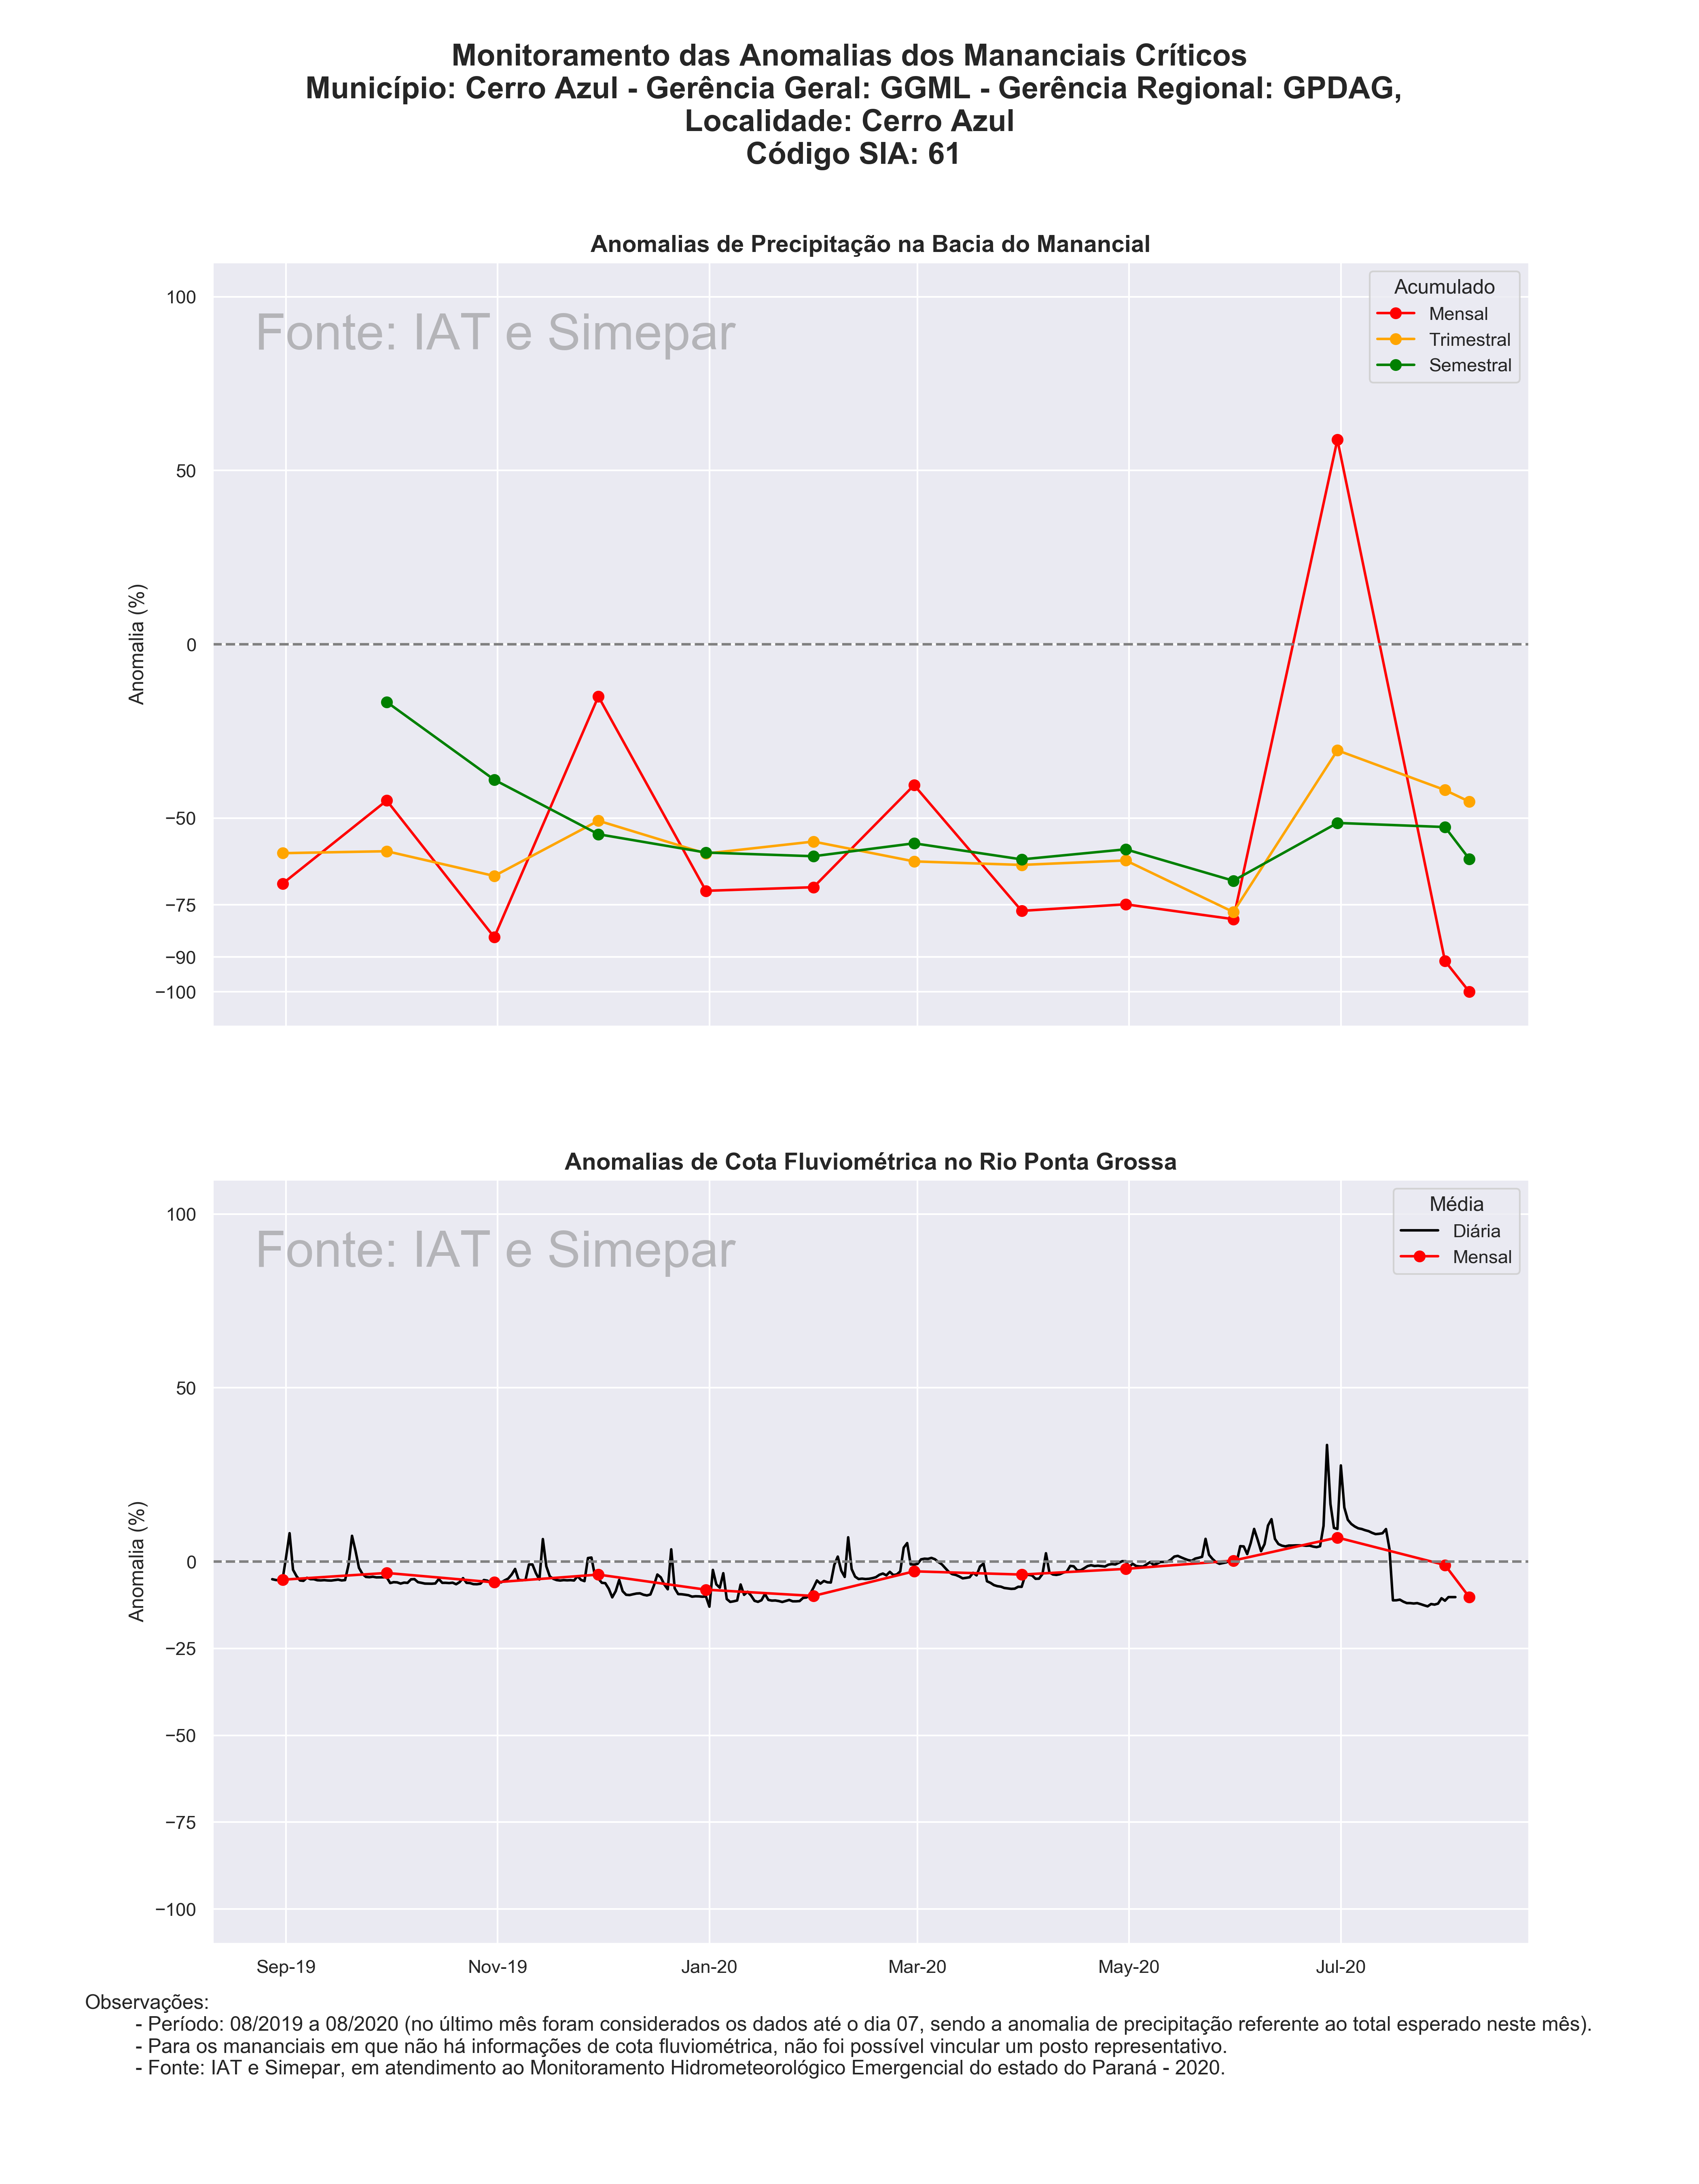 Monitoramento das Anomalias dos Mananciais Críticos
Município: Cerro Azul - Gerência Geral: GGML - Gerência Regional: GPDAG,
Localidade: Cerro Azul
Código SIA: 61
Anomalias de Precipitação na Bacia do Manancial
Fonte: IAT e Simepar
Acumulado
Mensal
Trimestral
Semestral
Anomalia (%)
100
50
0
−50
−75
−90
−100
Anomalias de Cota Fluviométrica no Rio Ponta Grossa
Fonte: IAT e Simepar
Média
Diária
Mensal
Anomalia (%)
100
50
0
−25
−50
−75
−100
Sep-19 Nov-19 Jan-20 Mar-20 May-20 Jul-20
Observações:
- Período: 08/2019 a 08/2020 (no último mês foram considerados os dados até o dia 07, sendo a anomalia de precipitação referente ao total esperado neste mês).
- Para os mananciais em que não há informações de cota fluviométrica, não foi possível vincular um posto representativo.
- Fonte: IAT e Simepar, em atendimento ao Monitoramento Hidrometeorológico Emergencial do estado do Paraná - 2020.